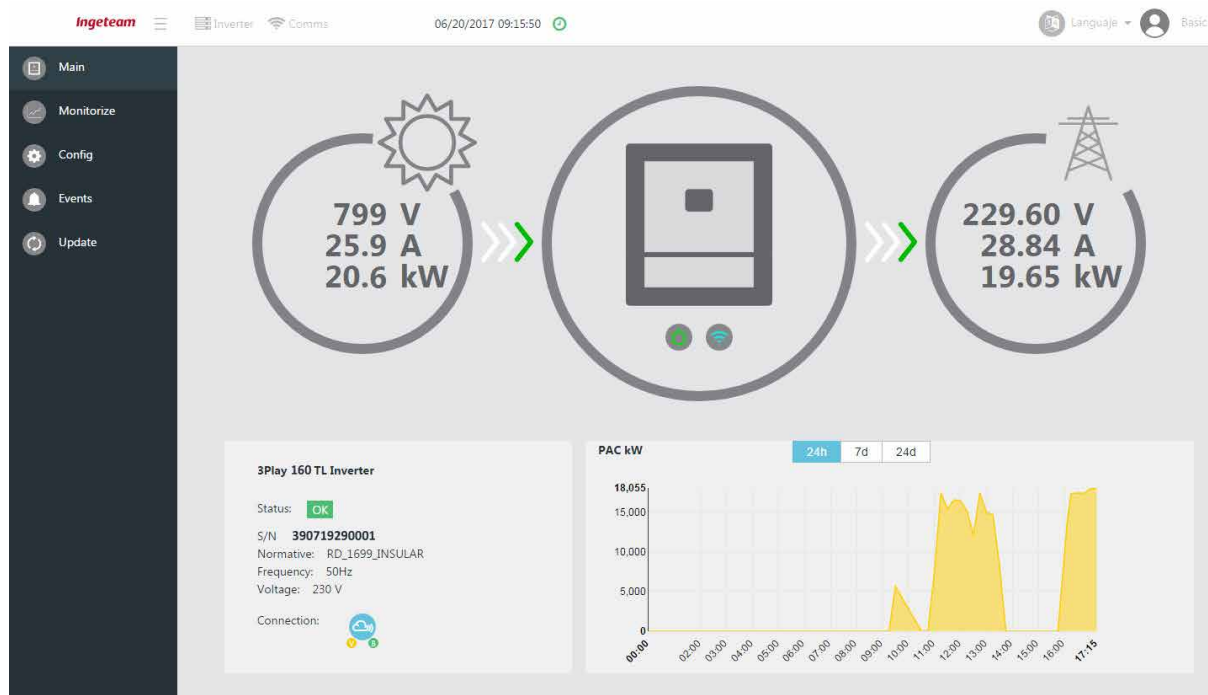 Ingeteam
Inverter Comms
06/20/2017 09:15:50
Languaje
Basic
Main
Monitorize
Config
Events
Update
799 V
25.9 A
20.6 kW
229.60 V
28.84 A
19.65 kW
3Play 160 TL Inverter
Status: OK
S/N 390719290001
Normative: RD_1699_INSULAR
Frequency: 50Hz
Voltage: 230 V
Connection:
V B
PAC kW
24h 7d 24d
18,055
15,000
10,000
5,000
0
00:00 02:00 03:00 04:00 05:00 06:00 07:00 08:00 09:00 10:00 11:00 12:00 13:00 14:00 15:00 16:00 17:15